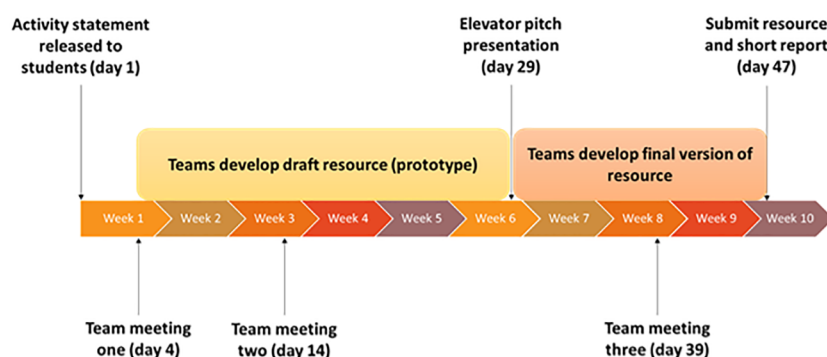 Activity statement
released to
students (day 1)
Elevator pitch
presentation
(day 29)
Submit resource
and short report
(day 47)
Teams develop draft resource (prototype)
Teams develop final version of
resource
Week 1
Week 2
Week 3
Week 4
Week 5
Week 6
Week 7
Week 8
Week 9
Week 10
Team meeting
one (day 4)
Team meeting
two (day 14)
Team meeting
three (day 39)